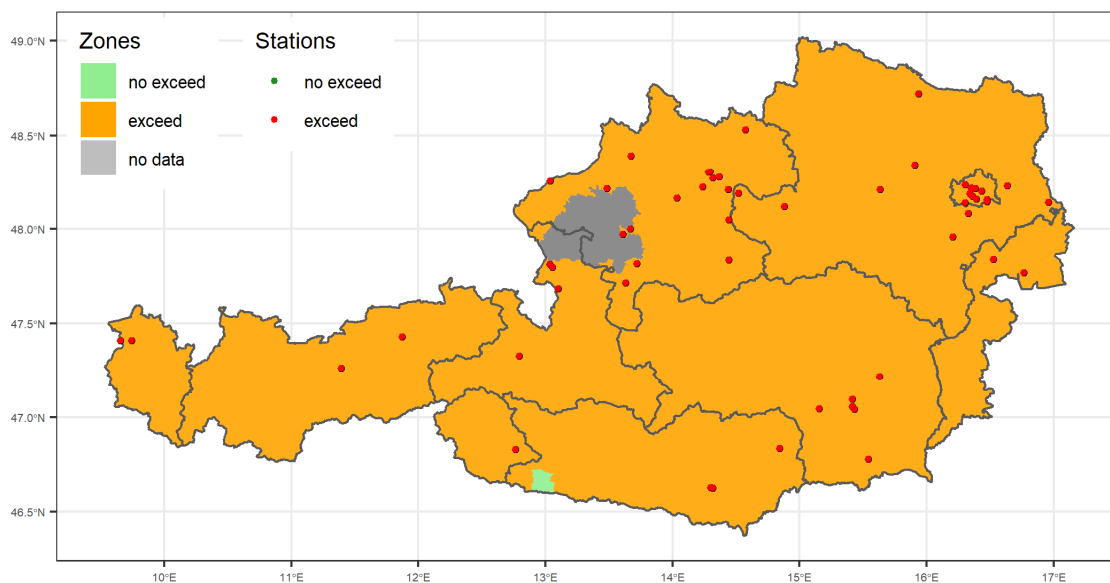 Zones
no exceed
exceed
no data
Stations
no exceed
exceed
49.0°N
48.5°N
48.0°N
47.5°N
47.0°N
46.5°N
10°E 11°E 12°E 13°E 14°E 15°E 16°E 17°E